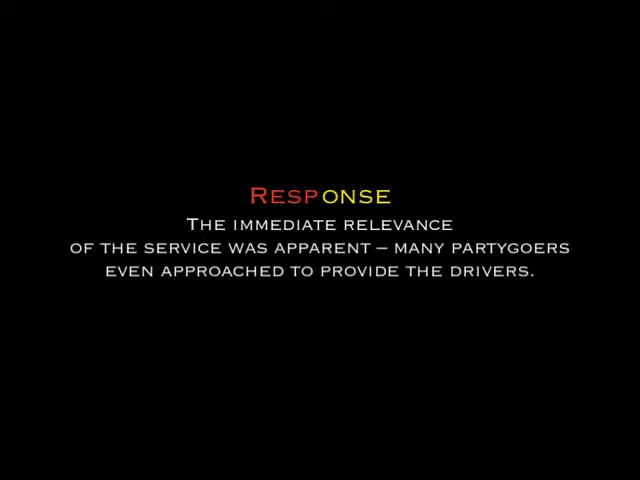 Response
The immediate relevance
of the service was apparent – many partygoers
even approached to provide the drivers.